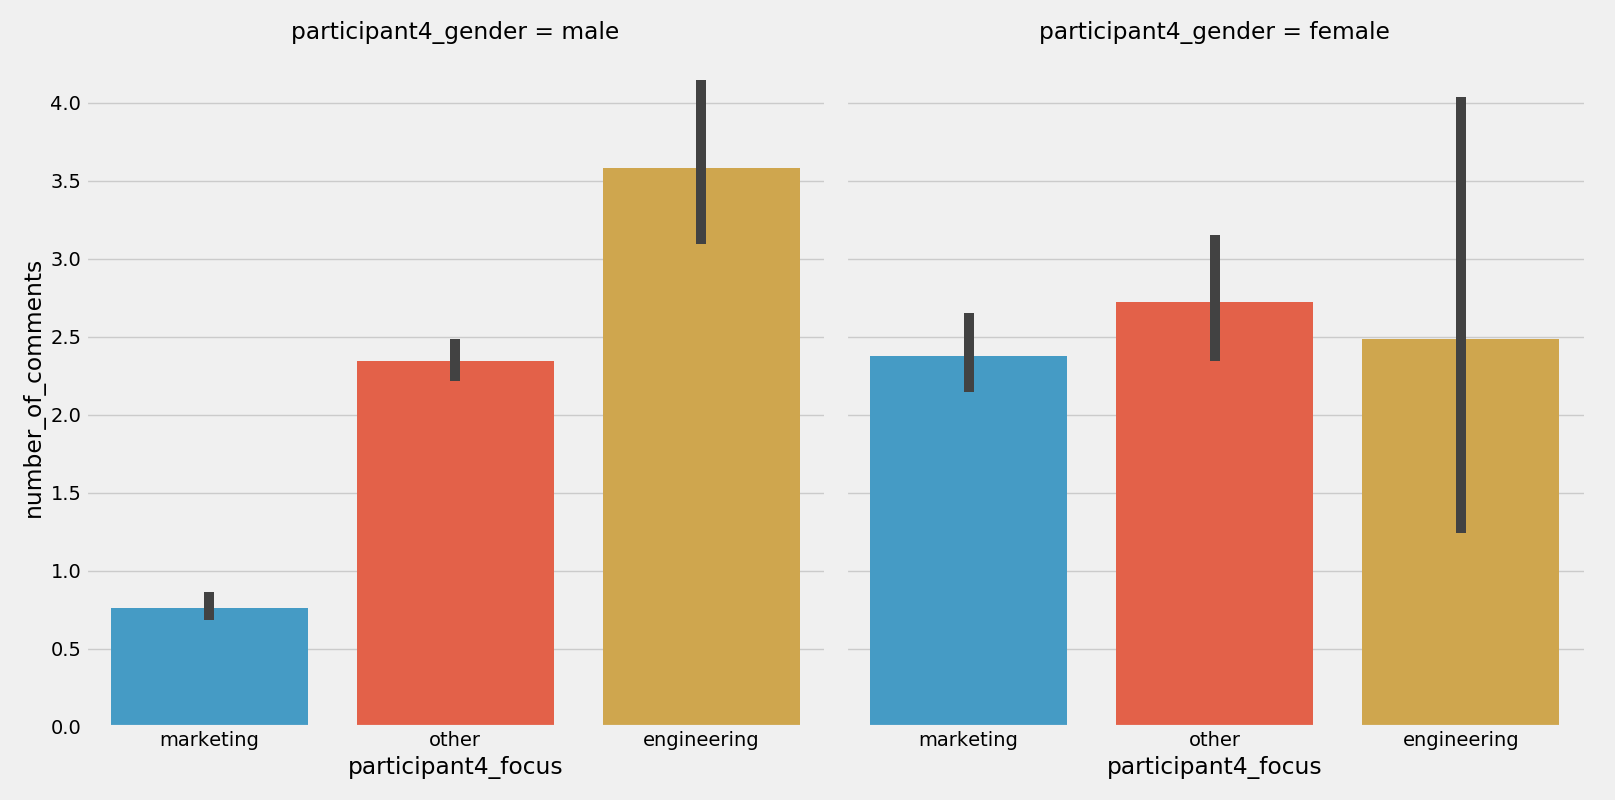 participant4_gender = male
participant4_gender = female
number_of_comments
4.0
3.5
3.0
2.5
2.0
1.5
1.0
0.5
0.0
marketing other engineering
marketing other engineering
participant4_focus
participant4_focus